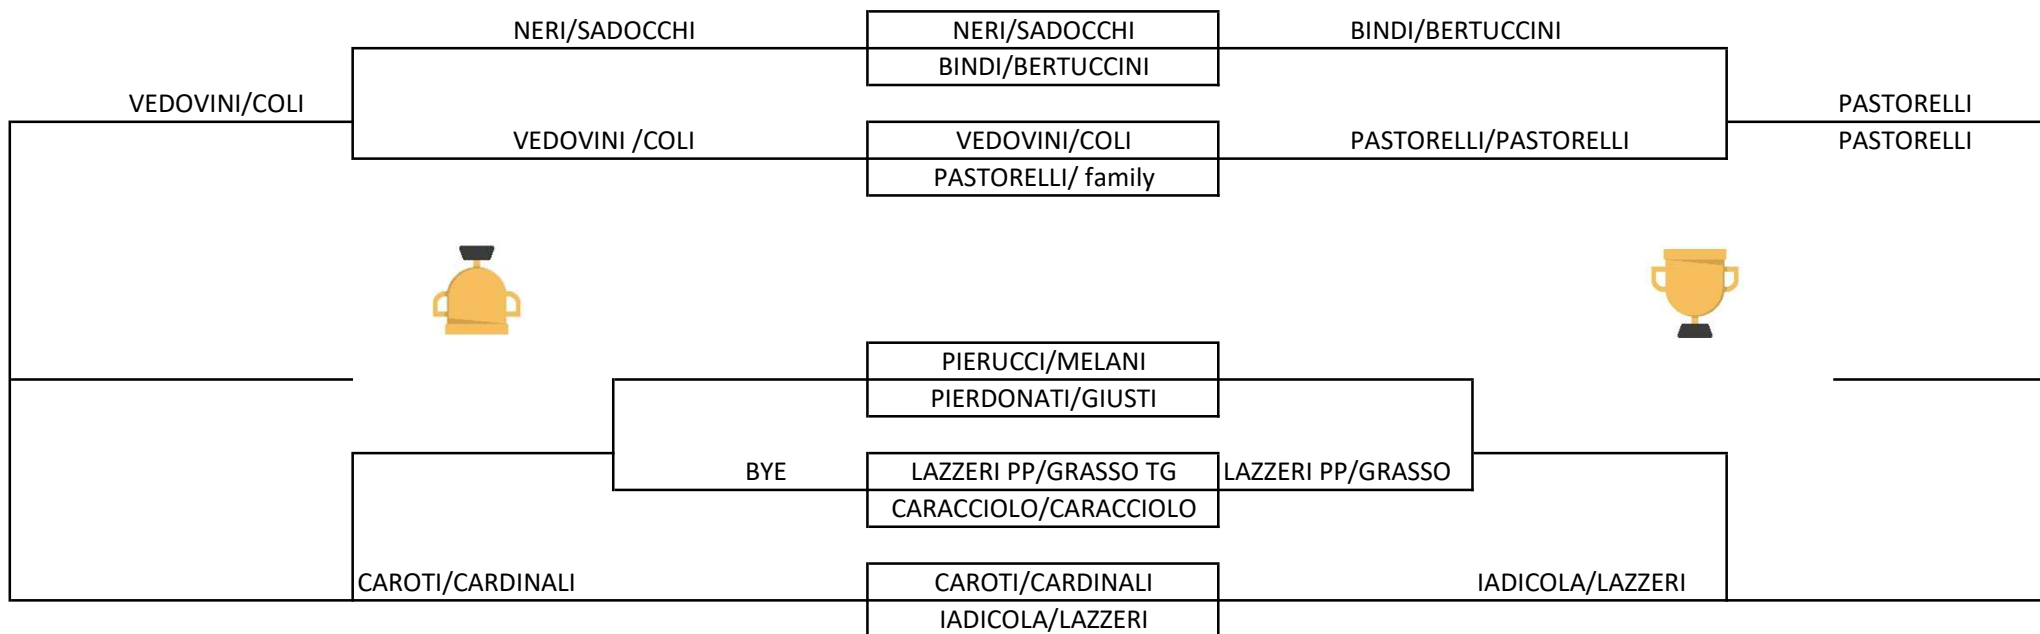 NERI/SADOCCHI NERI/SADOCCHI BINDI/BERTUCCINI
BINDI/BERTUCCINI
VEDOVINI/COLI PASTORELLI
VEDOVINI /COLI VEDOVINI/COLI PASTORELLI/PASTORELLI PASTORELLI
PASTORELLI/ family
PIERUCCI/MELANI
PIERDONATI/GIUSTI
BYE LAZZERI PP/GRASSO TG LAZZERI PP/GRASSO
CARACCIOLO/CARACCIOLO
CAROTI/CARDINALI CAROTI/CARDINALI IADICOLA/LAZZERI
IADICOLA/LAZZERI